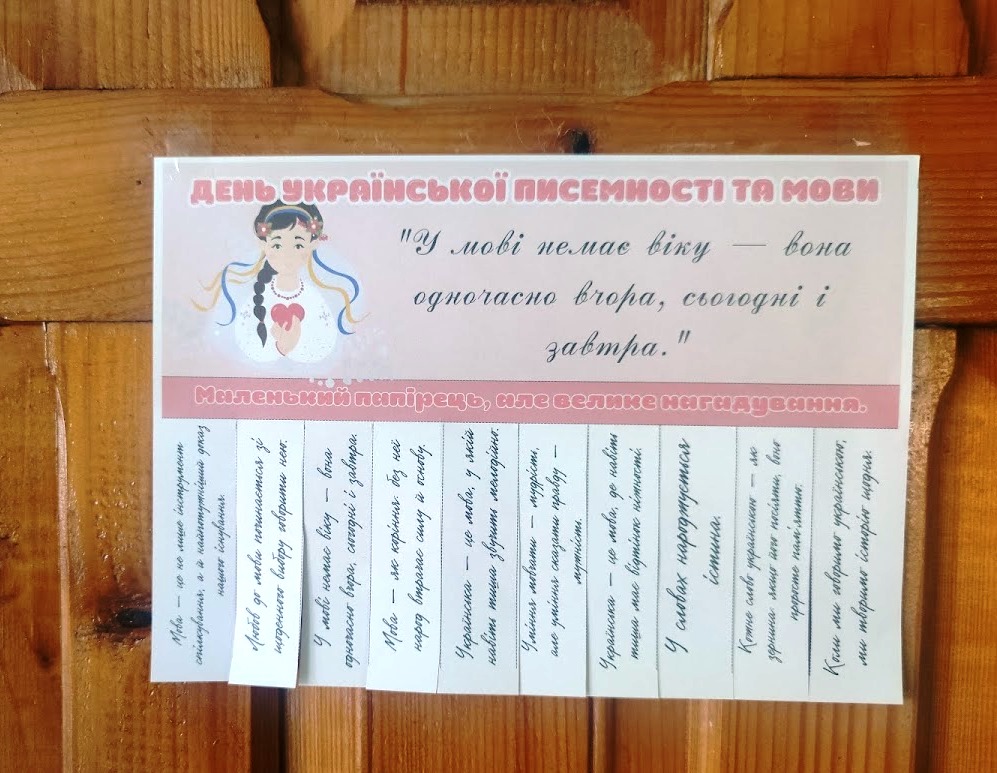 ДЕНЬ УКРАЇНСЬКОЇ ПИСЕМНОСТІ ТА МОВИ
"У мові немає віку — вона
одночасно вчора, сьогодні і
завтра."
Маленький папірець, але велике нагадування.
Мова — це не лише інструмент
спілкування, а й наймогутніший доказ
нашого існування.
Любов до мови починається зі
щоденного вибору говорити нею.
У мові немає віку — вона
одночасно вчора, сьогодні і завтра.
Мова — як коріння: без неї
народ втрачає силу й основу.
Українська — це мова, у якій
навіть тиша звучить мелодійно.
Уміння мовчати — мудрість,
але уміння сказати правду —
мужність.
Українська — це мова, де навіть
тиша має відтінок ніжності.
У словах народжується
істина.
Кожне слово українською — як
зернина: якщо його посіяти, воно
проросте пам'яттю.
Коли ми говоримо українською,
ми творимо історію щодня.